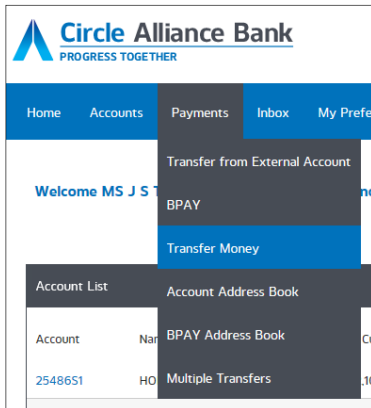 Circle Alliance Bank
PROGRESS TOGETHER
Home Accounts Payments Inbox My Prefe
Transfer from External Account
Welcome MS J S
BPAY
Transfer Money
Account List
Account Address Book
Account
BPAY Address Book
25486S1 HO
Multiple Transfers